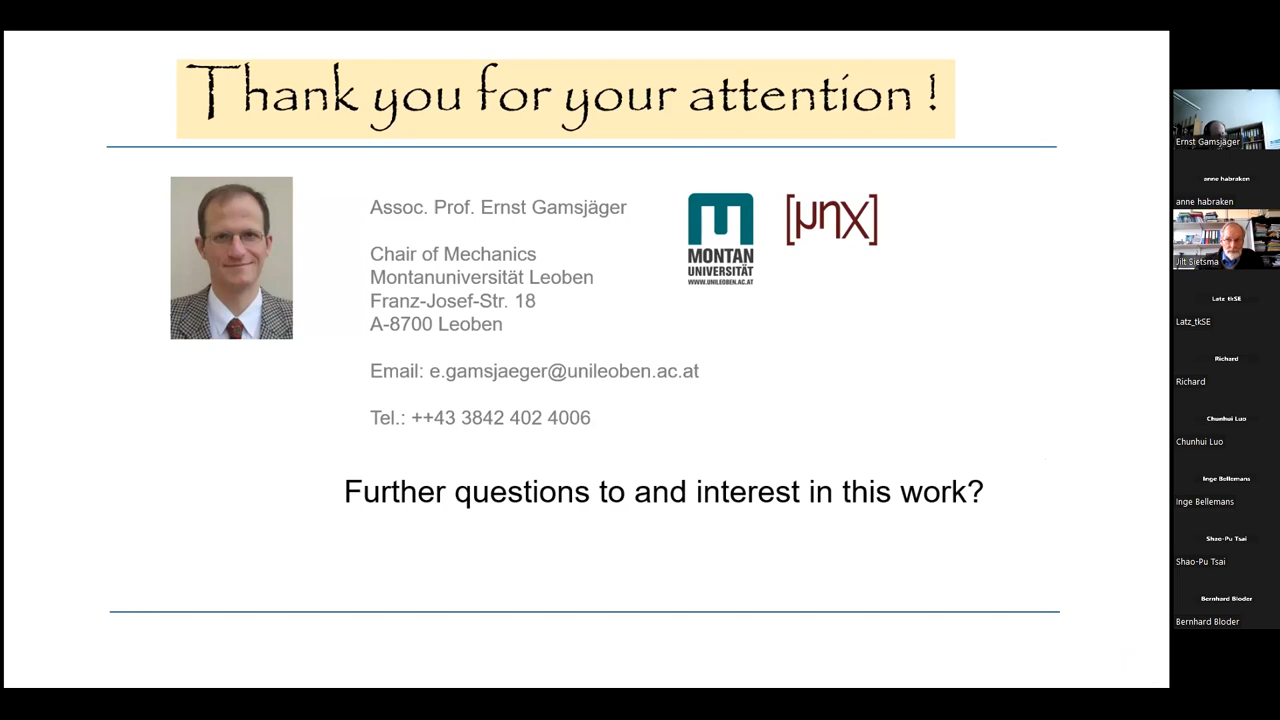 Thank you for your attention !
Assoc. Prof. Ernst Gamsjäger
Chair of Mechanics
Montanuniversität Leoben
Franz-Josef-Str. 18
A-8700 Leoben
Email: e.gamsjaeger@unileoben.ac.at
Tel.: ++43 3842 402 4006
MONTAN
UNIVERSITÄT
WWW.UNILEOBEN.AC.AT
[µnx]
Further questions to and interest in this work?
Ernst Gamsjäger
anne habraken
anne habraken
Jilt Sietsma
Latz_tkSE
Latz_tkSE
Richard
Richard
Chunhui Luo
Chunhui Luo
Inge Bellemans
Inge Bellemans
Shao-Pu Tsai
Shao-Pu Tsai
Bernhard Bloder
Bernhard Bloder